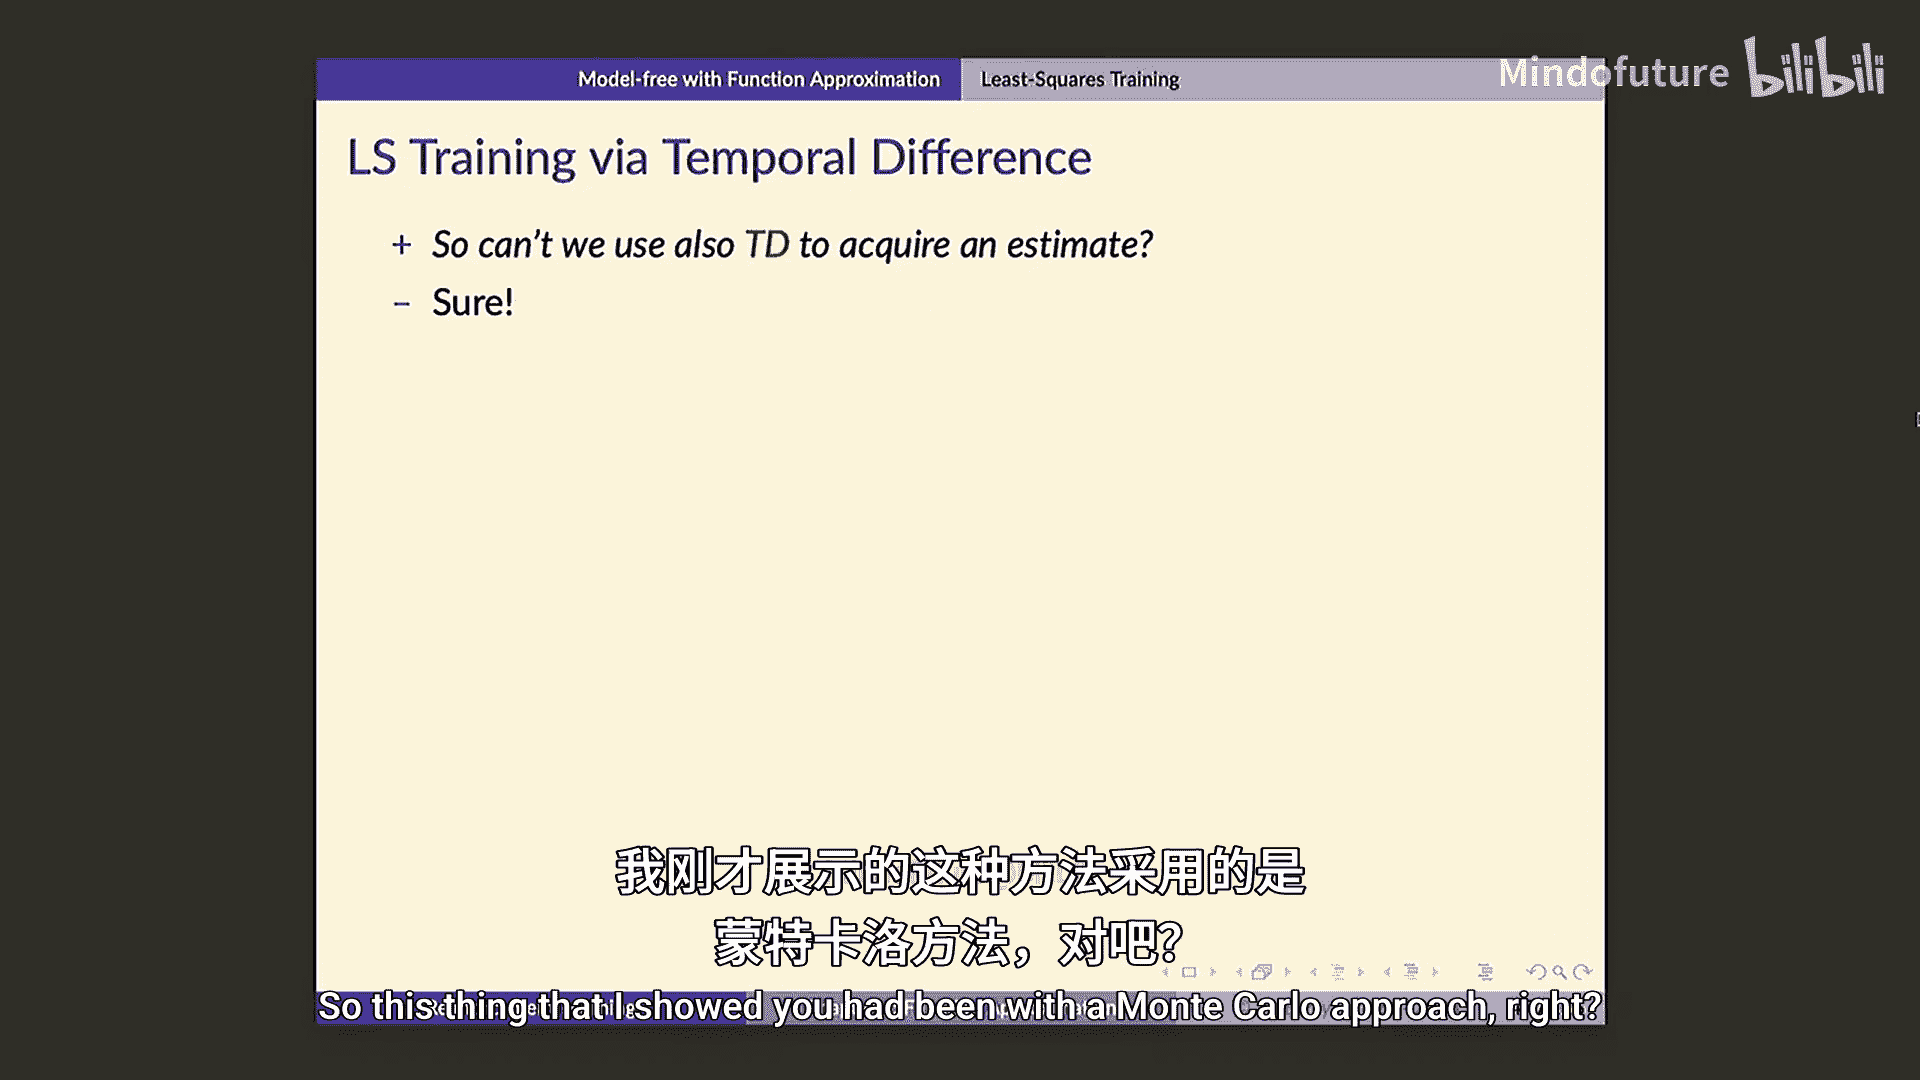 Model-free with Function Approximation
Least-Squares Training
Mindofuture bilibili
LS Training via Temporal Difference
+ So can't we use also TD to acquire an estimate?
– Sure!
我刚才展示的这种方法采用的是
蒙特卡洛方法，对吧？
So this thing that I showed you had been with a Monte Carlo approach, right?